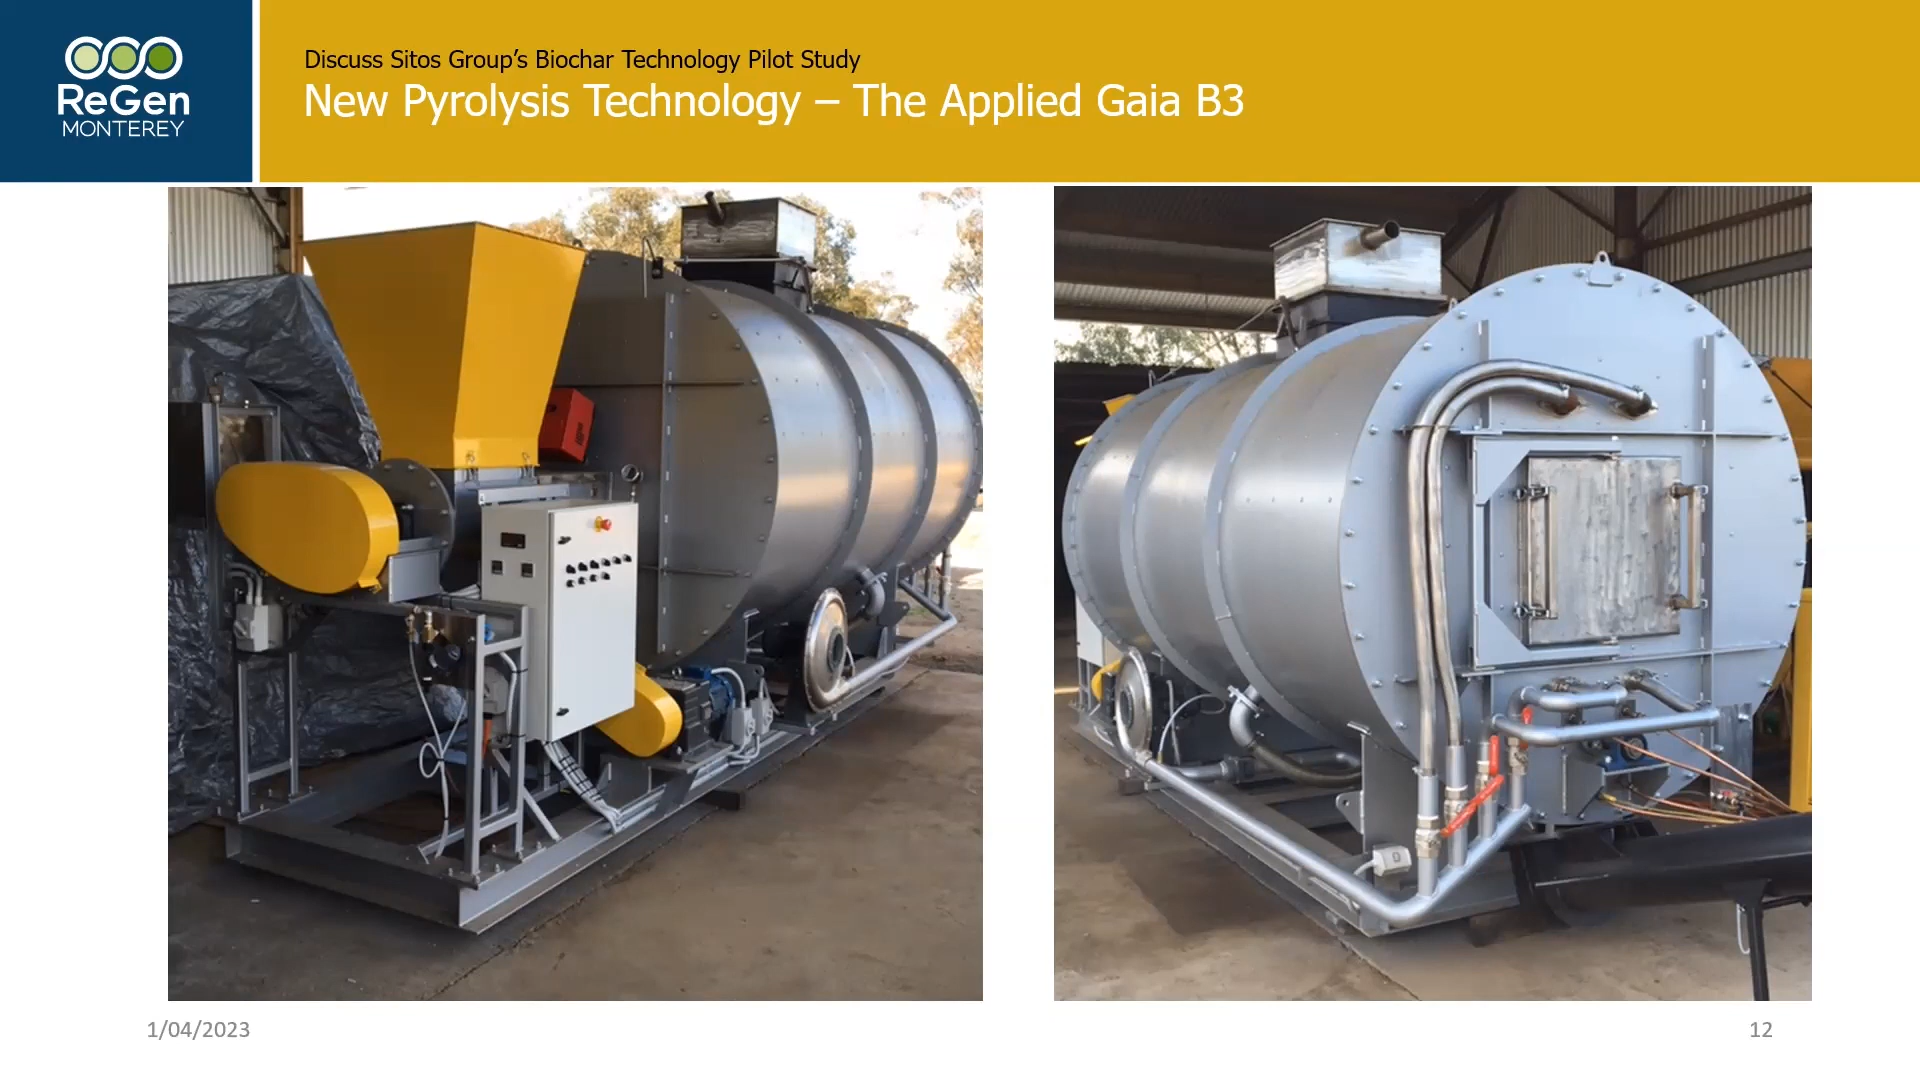 ReGen
MONTEREY
Discuss Sitos Group's Biochar Technology Pilot Study
New Pyrolysis Technology – The Applied Gaia B3
1/04/2023
12